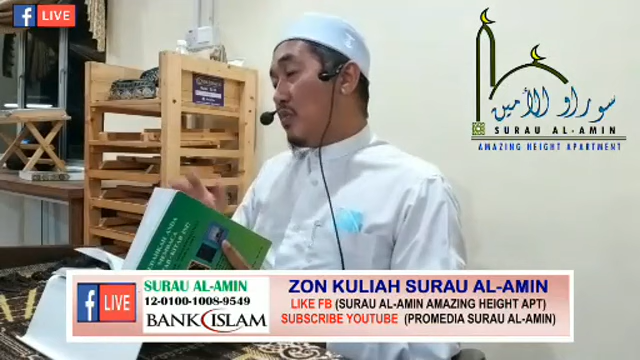 f LIVE
سوراو الأمين
SURAU AL-AMIN
AMAZING HEIGHT APARTMENT
ANDA
MEMBACA
f LIVE
SURAU AL-AMIN
12-0100-1008-9549
BANK ISLAM
ZON KULIAH SURAU AL-AMIN
LIKE FB (SURAU AL-AMIN AMAZING HEIGHT APT)
SUBSCRIBE YOUTUBE (PROMEDIA SURAU AL-AMIN)